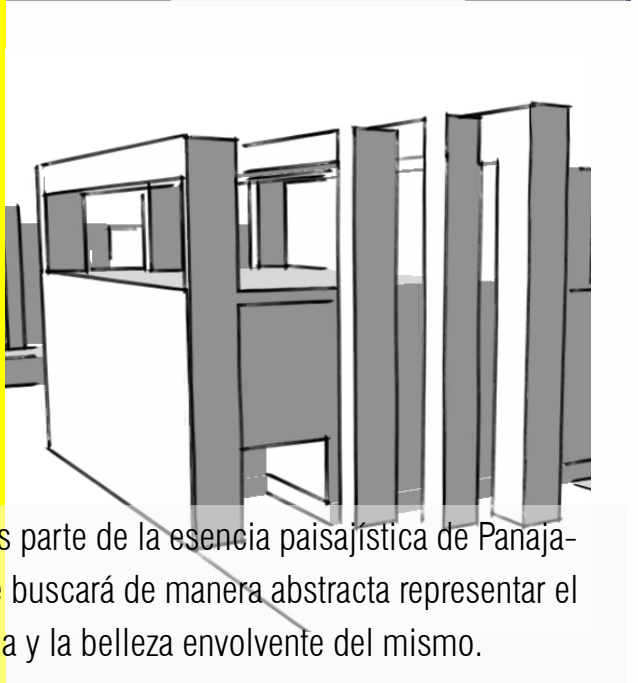 s parte de la esencia paisajística de Panaja-
buscará de manera abstracta representar el
a y la belleza envolvente del mismo.